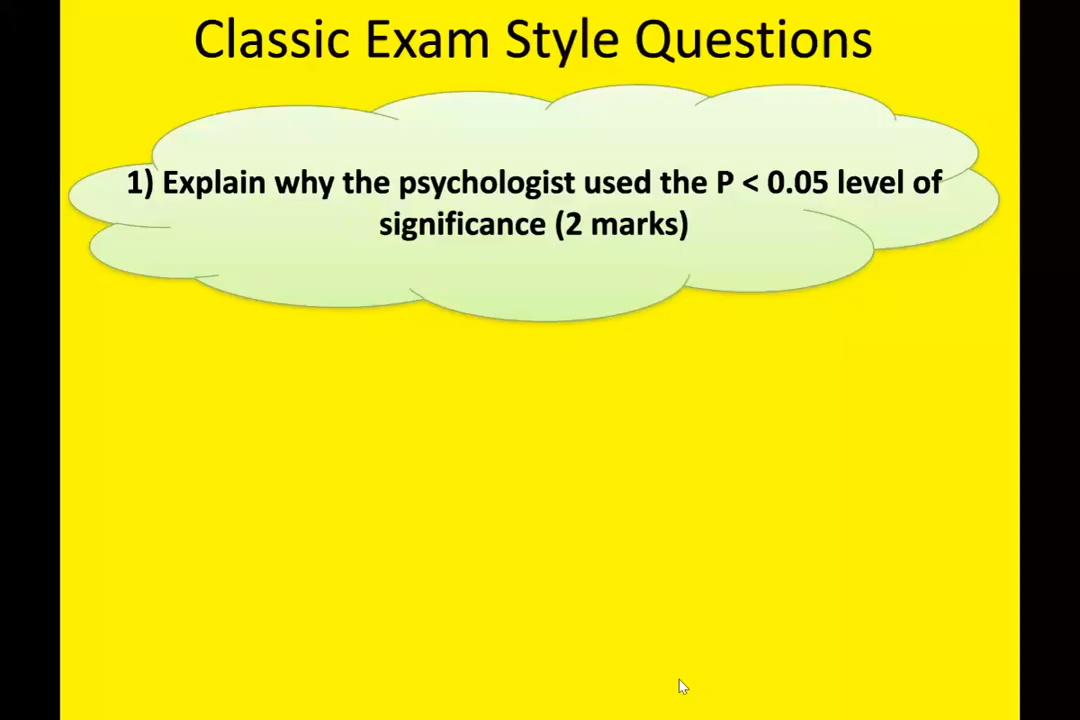 Classic Exam Style Questions
1) Explain why the psychologist used the P < 0.05 level of
significance (2 marks)